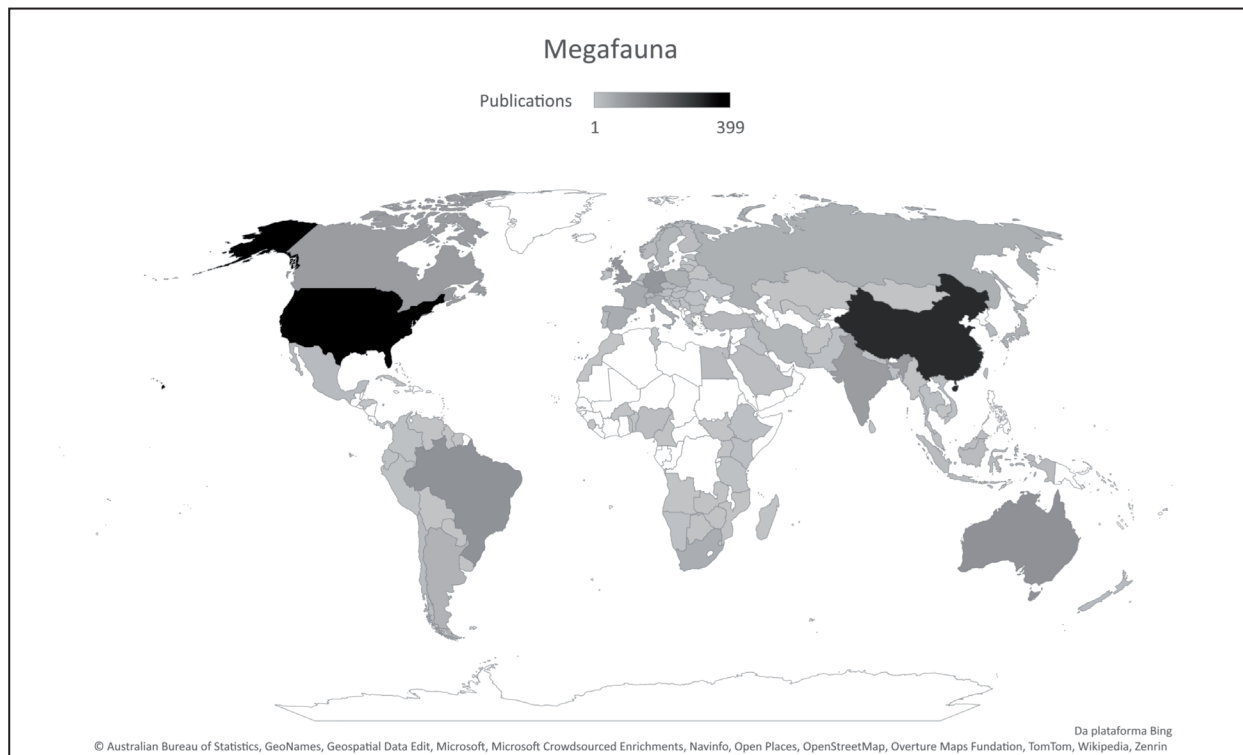 Megafauna
Publications
1 399
Da plataforma Bing
© Australian Bureau of Statistics, GeoNames, Geospatial Data Edit, Microsoft, Microsoft Crowdsourced Enrichments, Navinfo, Open Places, OpenStreetMap, Overture Maps Fundation, TomTom, Wikipedia, Zenrin